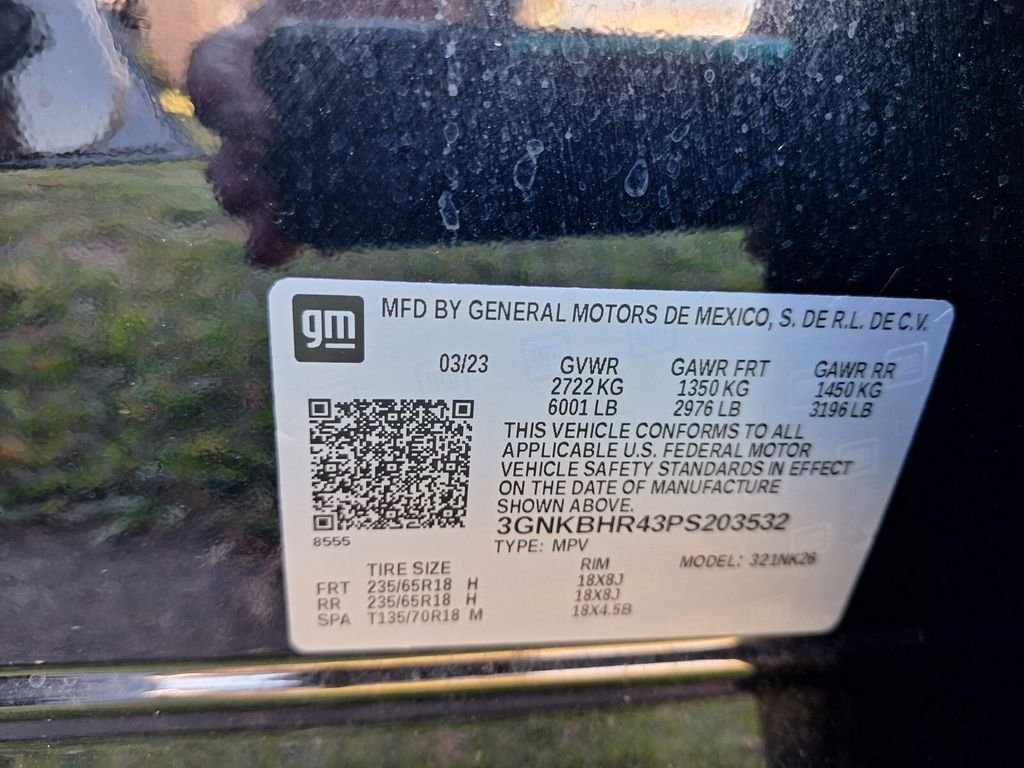 gm
MFD BY GENERAL MOTORS DE MEXICO, S. DE R.L. DE C.V.
03/23 GVWR GAWR FRT GAWR RR
2722 KG 1350 KG 1450 KG
6001 LB 2976 LB 3196 LB
THIS VEHICLE CONFORMS TO ALL
APPLICABLE U.S. FEDERAL MOTOR
VEHICLE SAFETY STANDARDS IN EFFECT
ON THE DATE OF MANUFACTURE
SHOWN ABOVE.
3GNKBHR43PS203532
8555
TYPE: MPV
MODEL: 321NK26
TIRE SIZE RIM
FRT 235/65R18 H 18X8J
RR 235/65R18 H 18X8J
SPA T135/70R18 M 18X4.5B